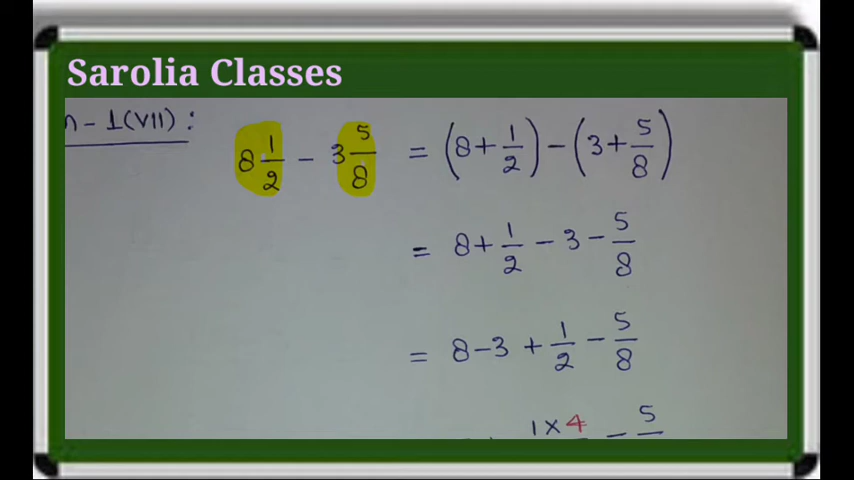 Sarolia Classes
n - 1(VII) :
8 1/2 - 3 5/8 = (8 + 1/2) - (3 + 5/8)
= 8 + 1/2 - 3 - 5/8
= 8 - 3 + 1/2 - 5/8
1 × 4 - 5